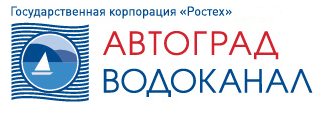 Государственная корпорация «Ростех»
АВТОГРАД
ВОДОКАНАЛ